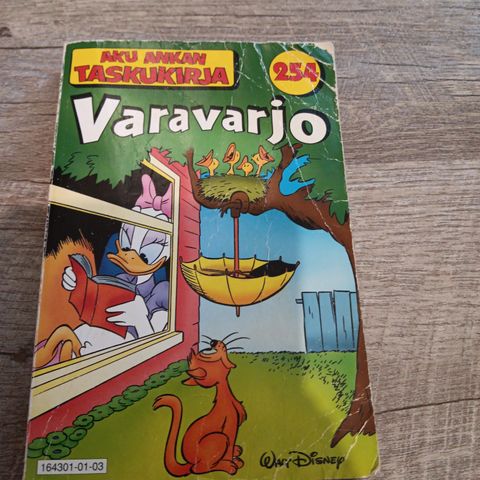 AKU ANKAN
TASKUKIRJA
254
Varavarjo
164301-01-03
Walt Disney